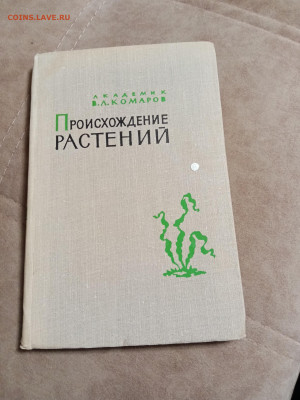 COINS.LAVE.RU
АКАДЕМИК
В.Л.КОМАРОВ
ПРОИСХОЖДЕНИЕ
РАСТЕНИЙ